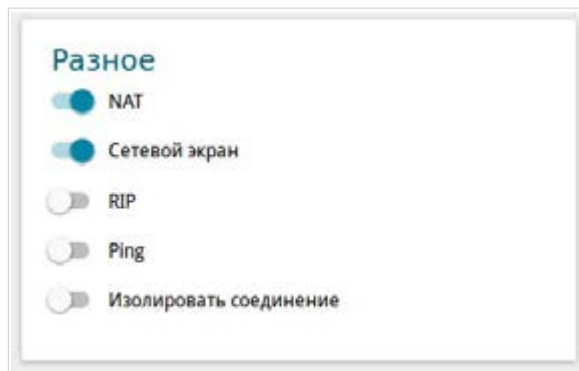 Разное
NAT
Сетевой экран
RIP
Ping
Изолировать соединение